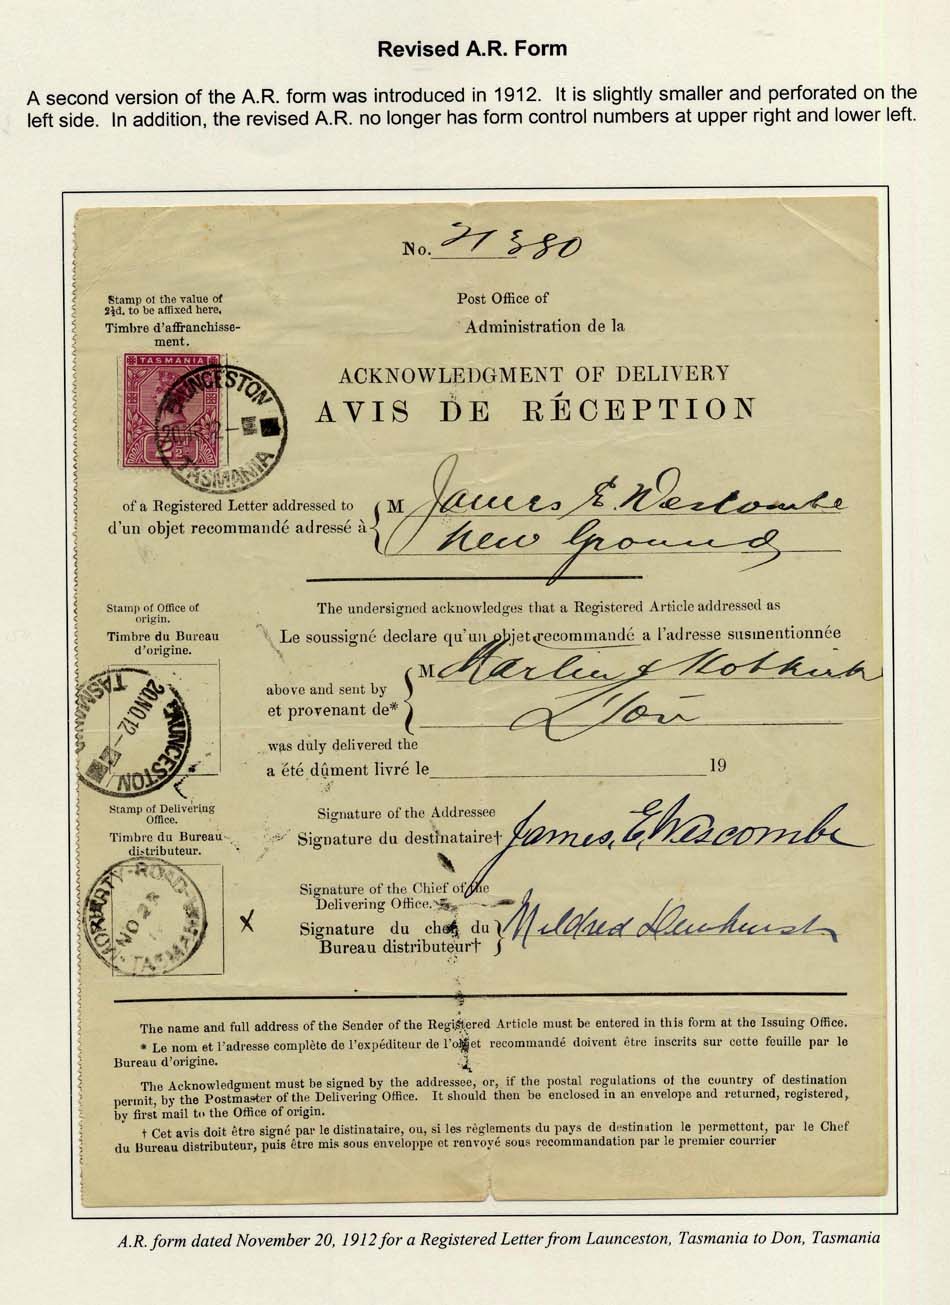 Revised A.R. Form
A second version of the A.R. form was introduced in 1912. It is slightly smaller and perforated on the
left side. In addition, the revised A.R. no longer has form control numbers at upper right and lower left.
No. 21380
Stamp of the value of
2½d. to be affixed here.
Timbre d'affranchisse-
ment.
Post Office of
Administration de la
TASMANIA
LAUNCESTON
TASMANIA
ACKNOWLEDGMENT OF DELIVERY
AVIS DE RÉCEPTION
of a Registered Letter addressed to
d'un objet recommandé adressé à
M James E. Wescombe
New Ground
Stamp of Office of
origin.
Timbre du Bureau
d'origine.
LAUNCESTON
20.NO.12
TASMANIA
The undersigned acknowledges that a Registered Article addressed as
Le soussigné declare qu'un objet recommandé a l'adresse susmentionnée
above and sent by
et provenant de*
M Martin &
Don
was duly delivered the
a été dûment livré le 19
Stamp of Delivering
Office.
Timbre du Bureau
distributeur.
MORIARTY-ROAD
NO 23
TASMANIA
x
Signature of the Addressee
Signature du destinataire†
James, E, Wescombe
Signature of the Chief of the
Delivering Office.
Signature du chef du
Bureau distributeur†
Mildred
The name and full address of the Sender of the Registered Article must be entered in this form at the Issuing Office.
* Le nom et l'adresse complète de l'expéditeur de l'objet recommandé doivent être inscrits sur cette feuille par le
Bureau d'origine.
The Acknowledgment must be signed by the addressee, or, if the postal regulations of the country of destination
permit, by the Postmaster of the Delivering Office. It should then be enclosed in an envelope and returned, registered,
by first mail to the Office of origin.
† Cet avis doit être signé par le distinataire, ou, si les règlements du pays de destination le permettent, par le Chef
du Bureau distributeur, puis être mis sous enveloppe et renvoyé sous recommandation par le premier courrier
A.R. form dated November 20, 1912 for a Registered Letter from Launceston, Tasmania to Don, Tasmania